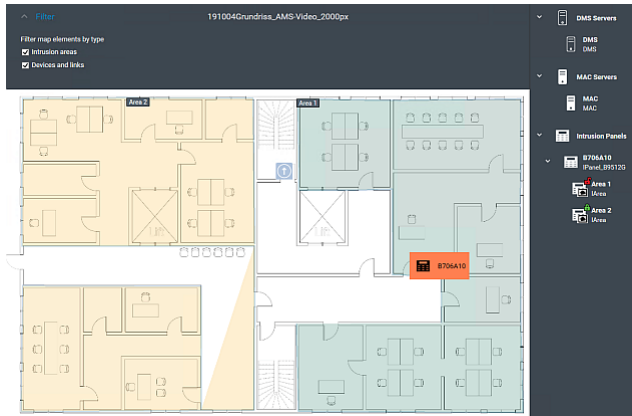 Filter
191004Grundriss_AMS-Video_2000px
Filter map elements by type
Intrusion areas
Devices and links
Area 2
Area 1
B706A10
DMS Servers
DMS
DMS
MAC Servers
MAC
MAC
Intrusion Panels
B706A10
IPanel_B9512G
Area 1
IArea
Area 2
IArea